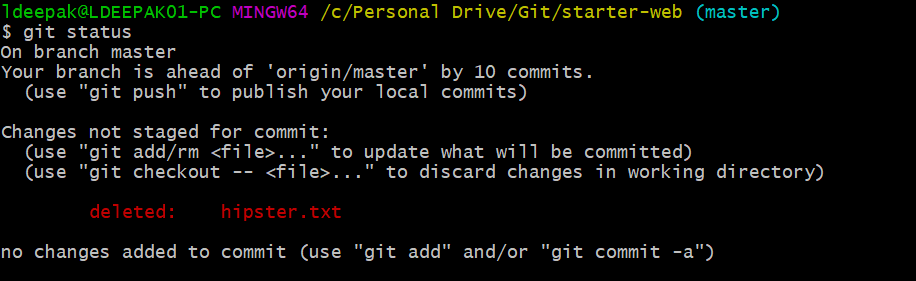 ldeepak@LDEEPAK01-PC MINGW64 /c/Personal Drive/Git/starter-web (master)
$ git status
On branch master
Your branch is ahead of 'origin/master' by 10 commits.
  (use "git push" to publish your local commits)

Changes not staged for commit:
  (use "git add/rm <file>..." to update what will be committed)
  (use "git checkout -- <file>..." to discard changes in working directory)

        deleted:    hipster.txt

no changes added to commit (use "git add" and/or "git commit -a")